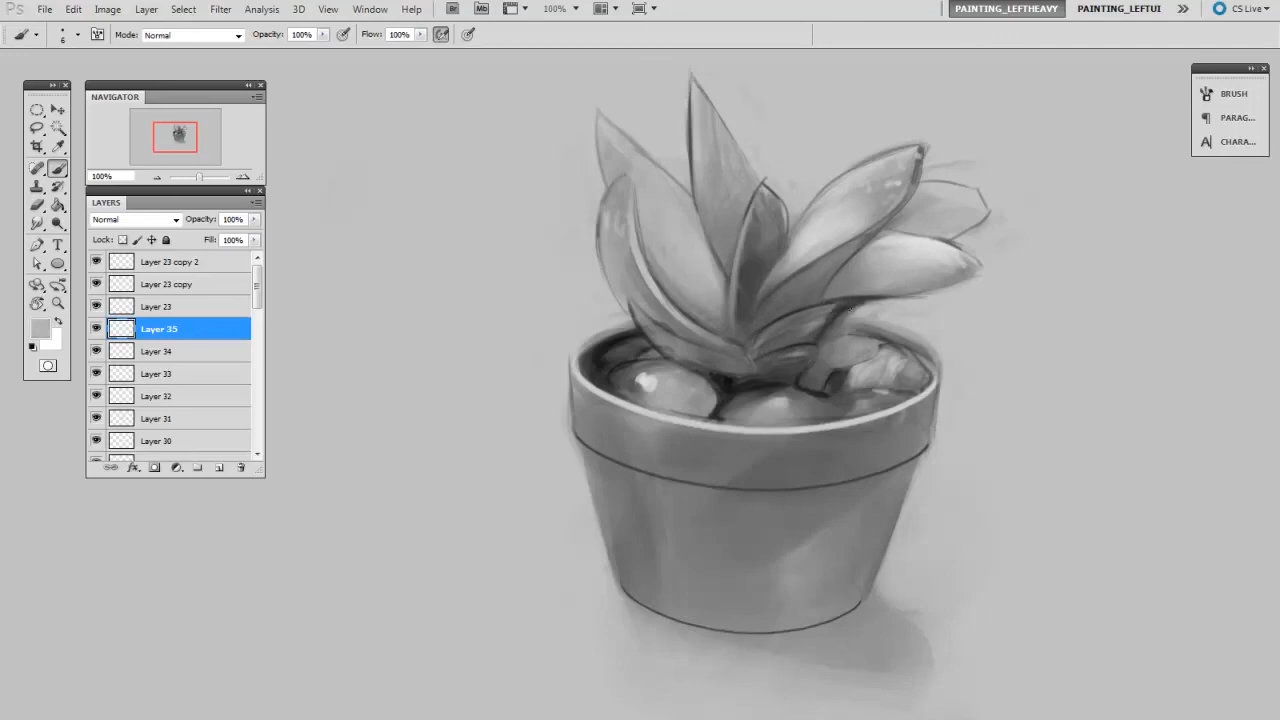 Ps File Edit Image Layer Select Filter Analysis 3D View Window Help Br Mb 100% PAINTING_LEFTHEAVY PAINTING_LEFTUI CS Live
6 Mode: Normal Opacity: 100% Flow: 100%
NAVIGATOR
100%
LAYERS
Normal Opacity: 100%
Lock: Fill: 100%
Layer 23 copy 2
Layer 23 copy
Layer 23
Layer 35
Layer 34
Layer 33
Layer 32
Layer 31
Layer 30
BRUSH
PARAG...
CHARA...